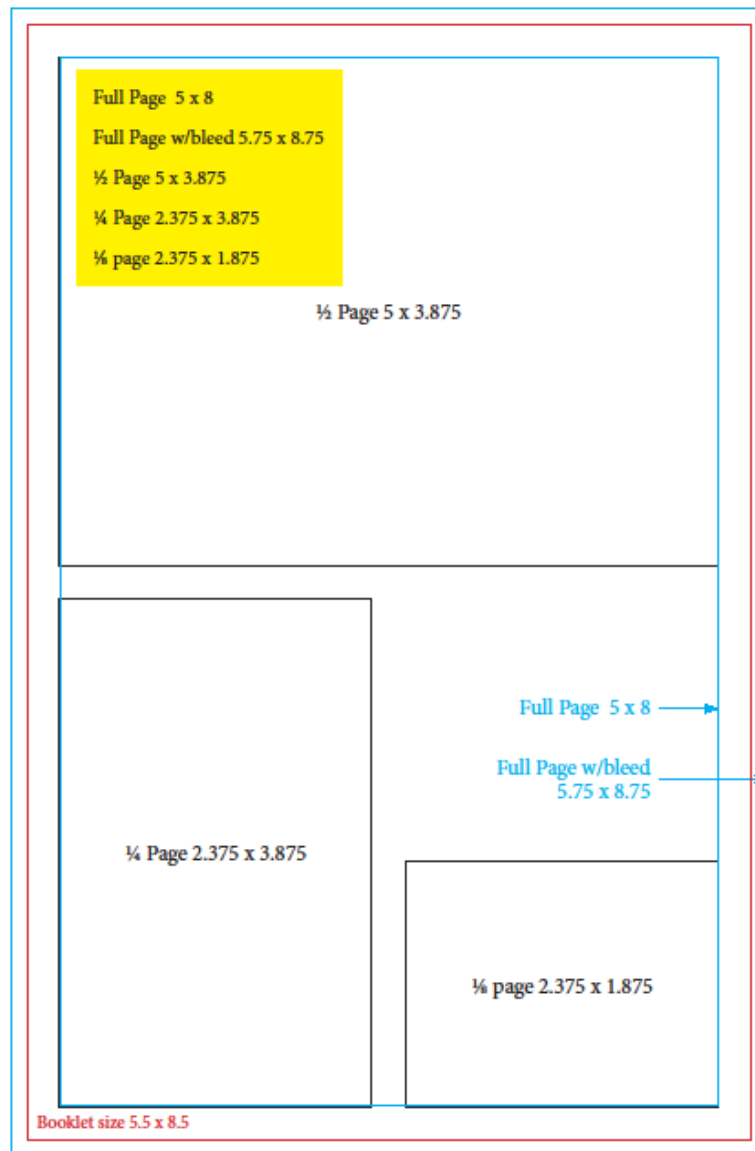 Full Page 5 x 8
Full Page w/bleed 5.75 x 8.75
½ Page 5 x 3.875
¼ Page 2.375 x 3.875
⅛ page 2.375 x 1.875
½ Page 5 x 3.875
Full Page 5 x 8
Full Page w/bleed
5.75 x 8.75
¼ Page 2.375 x 3.875
⅛ page 2.375 x 1.875
Booklet size 5.5 x 8.5